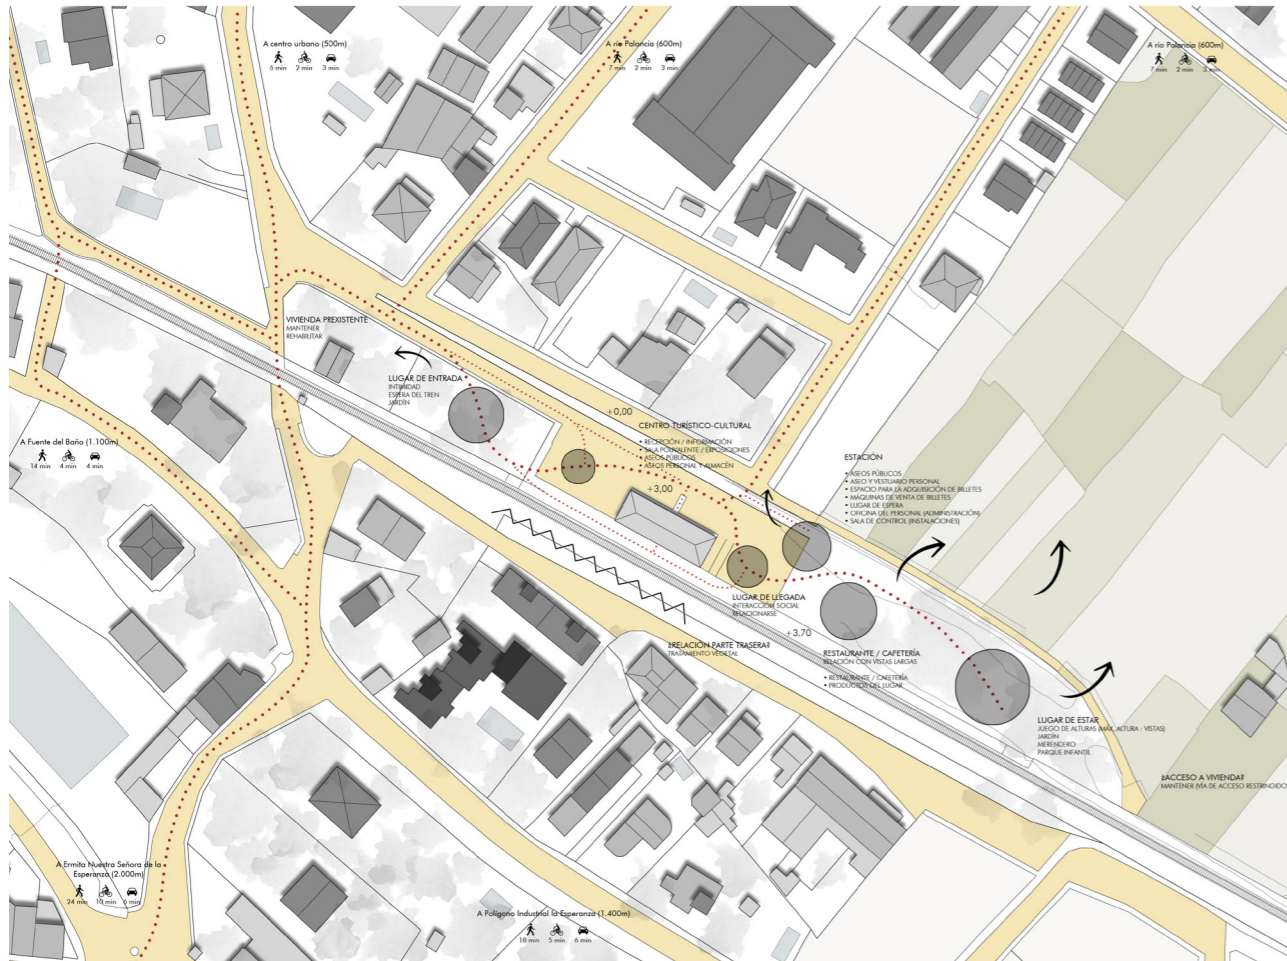 A centro urbano (500m)
6 min 2 min 3 min
A río Palancia (600m)
7 min 2 min 3 min
A río Palancia (600m)
7 min 2 min 3 min
VIVIENDA PREXISTENTE
MANTENER
REHABILITAR
LUGAR DE ENTRADA
INTIMIDAD
ESPERA DEL TREN
JARDÍN
+0,00
CENTRO TURÍSTICO-CULTURAL
• RECEPCIÓN / INFORMACIÓN
• SALA POLIVALENTE / EXPOSICIONES
• ASEOS PÚBLICOS
• ASEOS PERSONAL Y ALMACÉN
+3,00
A Fuente del Baño (1.100m)
14 min 4 min 4 min
ESTACIÓN
• ASEOS PÚBLICOS
• ASEO Y VESTUARIO PERSONAL
• ESPACIO PARA LA ADQUISICIÓN DE BILLETES
• MÁQUINAS DE VENTA DE BILLETES
• LUGAR DE ESPERA
• OFICINA DEL PERSONAL (ADMINISTRACIÓN)
• SALA DE CONTROL (INSTALACIONES)
LUGAR DE LLEGADA
INTERACCIÓN SOCIAL
RELACIONARSE
+3,70
¿RELACIÓN PARTE TRASERA?
TRATAMIENTO VEGETAL
RESTAURANTE / CAFETERÍA
RELACIÓN CON VISTAS LARGAS
• RESTAURANTE / CAFETERÍA
• PRODUCTOS DEL LUGAR
LUGAR DE ESTAR
JUEGO DE ALTURAS (MAX. ALTURA : VISTAS)
JARDÍN
MERENDERO
PARQUE INFANTIL
¿ACCESO A VIVIENDA?
MANTENER (VÍA DE ACCESO RESTRINGIDO
A Ermita Nuestra Señora de la
Esperanza (2.000m)
24 min 10 min 6 min
A Polígono Industrial la Esperanza (1.400m)
18 min 5 min 6 min